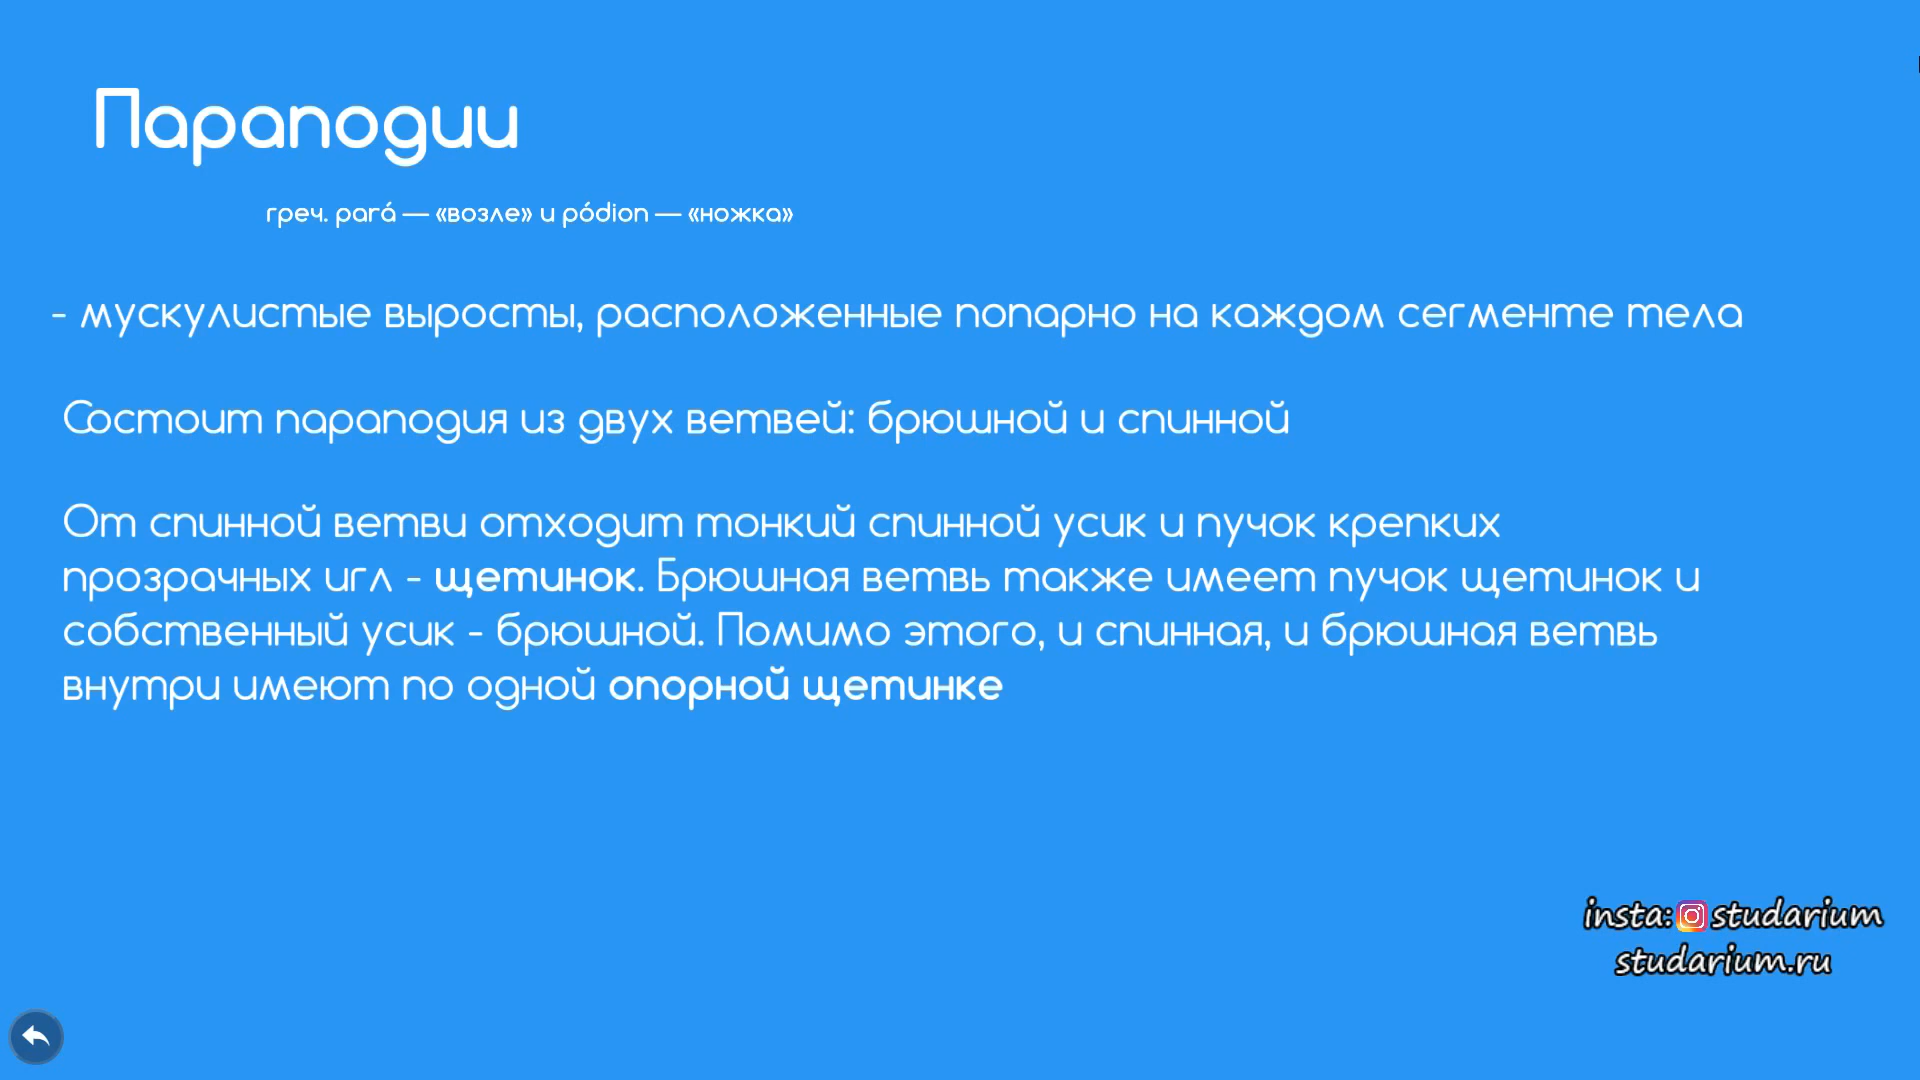 Параподии
греч. pará — «возле» и pódion — «ножка»
- мускулистые выросты, расположенные попарно на каждом сегменте тела
Состоит параподия из двух ветвей: брюшной и спинной
От спинной ветви отходит тонкий спинной усик и пучок крепких
прозрачных игл - щетинок. Брюшная ветвь также имеет пучок щетинок и
собственный усик - брюшной. Помимо этого, и спинная, и брюшная ветвь
внутри имеют по одной опорной щетинке
insta: studarium
studarium.ru